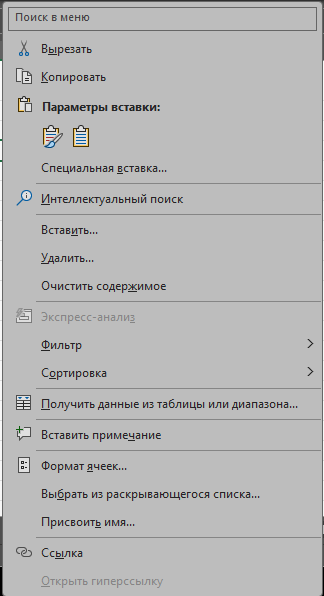 Поиск в меню
Вырезать
Копировать
Параметры вставки:
Специальная вставка...
Интеллектуальный поиск
Вставить...
Удалить...
Очистить содержимое
Экспресс-анализ
Фильтр
Сортировка
Получить данные из таблицы или диапазона...
Вставить примечание
Формат ячеек...
Выбрать из раскрывающегося списка...
Присвоить имя...
Ссылка
Открыть гиперссылку